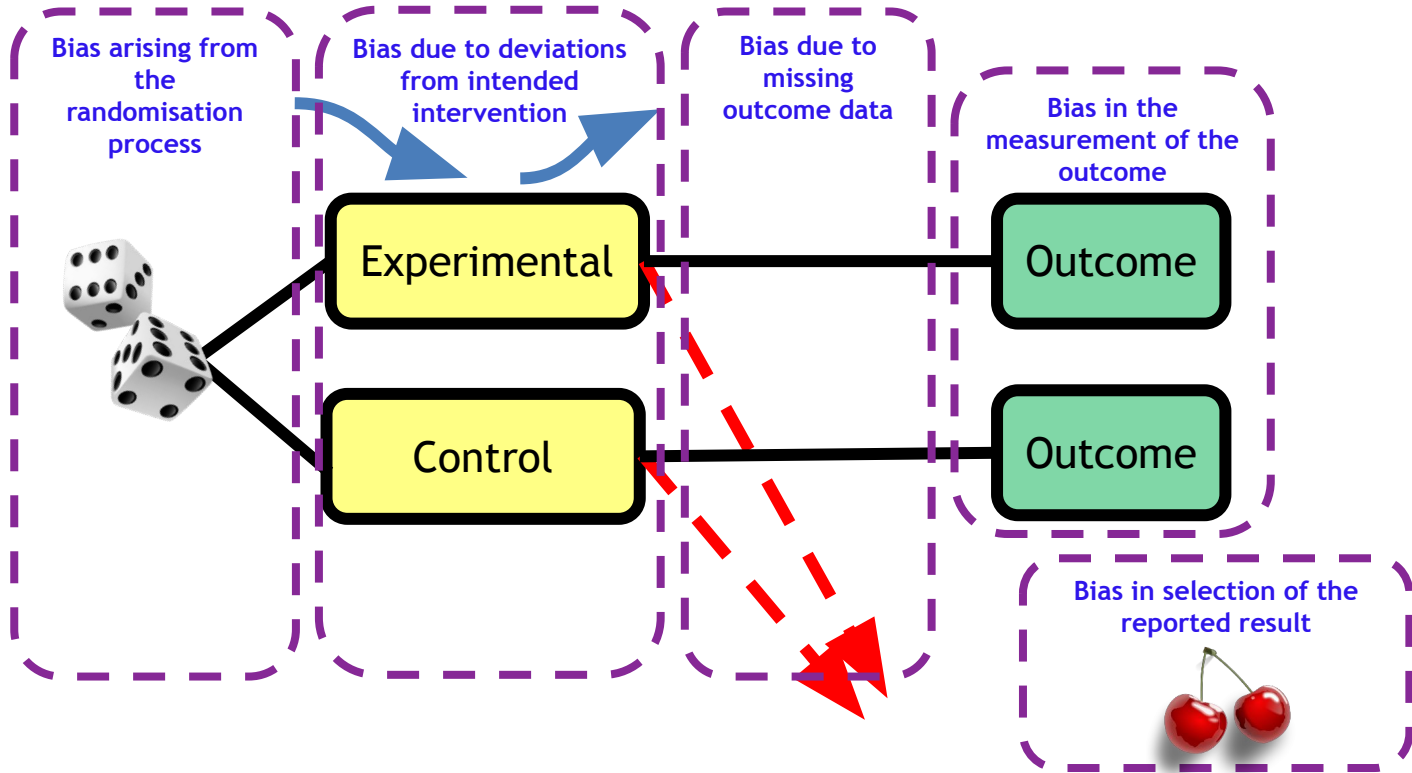 Bias arising from
the
randomisation
process
Bias due to deviations
from intended
intervention
Bias due to
missing
outcome data
Bias in the
measurement of the
outcome
Experimental
Outcome
Control
Outcome
Bias in selection of the
reported result